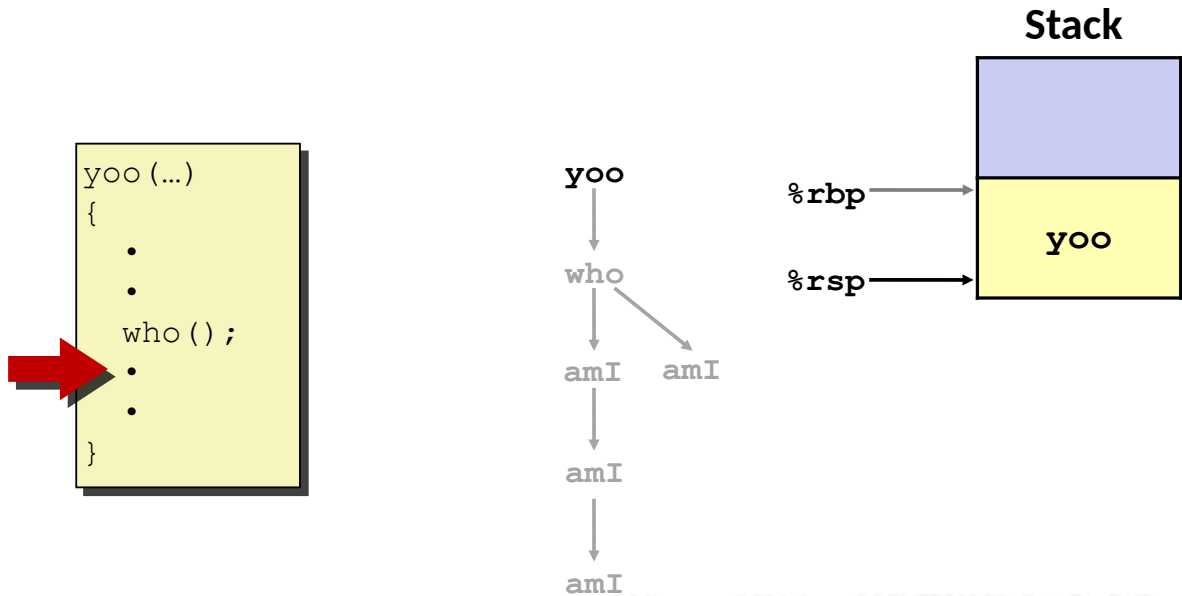 Stack
yoo(…)
{
•
•
who();
•
•
}
yoo
who
amI amI
amI
amI
%rbp
yoo
%rsp